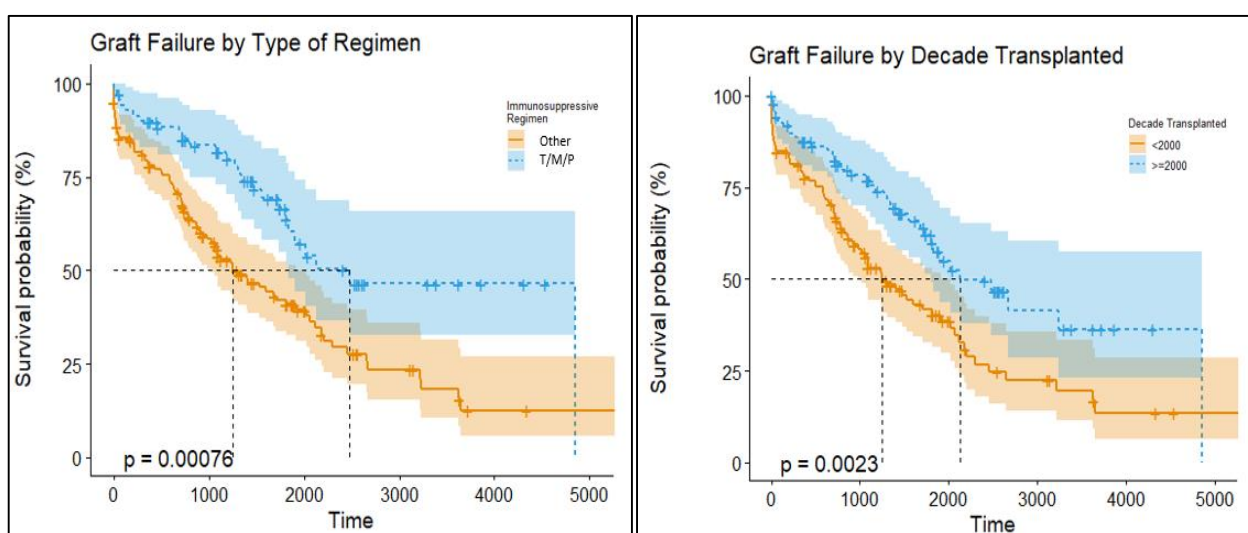 Graft Failure by Type of Regimen
Survival probability (%)
100
75
50
25
0
Immunosuppressive
Regimen
Other
T/M/P
p = 0.00076
0 1000 2000 3000 4000 5000
Time
Graft Failure by Decade Transplanted
Survival probability (%)
100
75
50
25
0
Decade Transplanted
<2000
>=2000
p = 0.0023
0 1000 2000 3000 4000 5000
Time